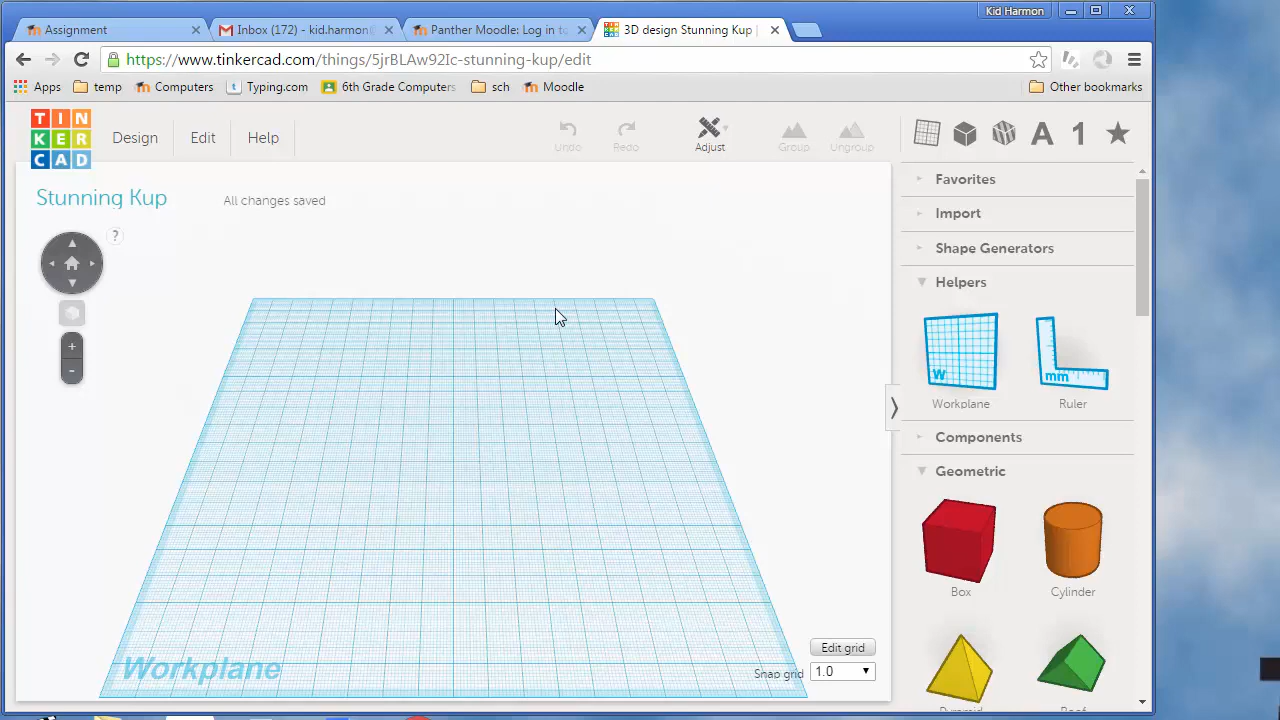 Kid Harmon
Assignment
Inbox (172) - kid.harmon@
Panther Moodle: Log in to
3D design Stunning Kup |
https://www.tinkercad.com/things/5jrBLAw92Ic-stunning-kup/edit
Apps
temp
Computers
Typing.com
6th Grade Computers
sch
Moodle
Other bookmarks
TIN
KER
CAD
Design
Edit
Help
Undo
Redo
Adjust
Group
Ungroup
A
1
Stunning Kup
All changes saved
?
+
-
Workplane
Edit grid
Snap grid
1.0
Favorites
Import
Shape Generators
Helpers
W
mm
Workplane
Ruler
Components
Geometric
Box
Cylinder
Pyramid
Roof